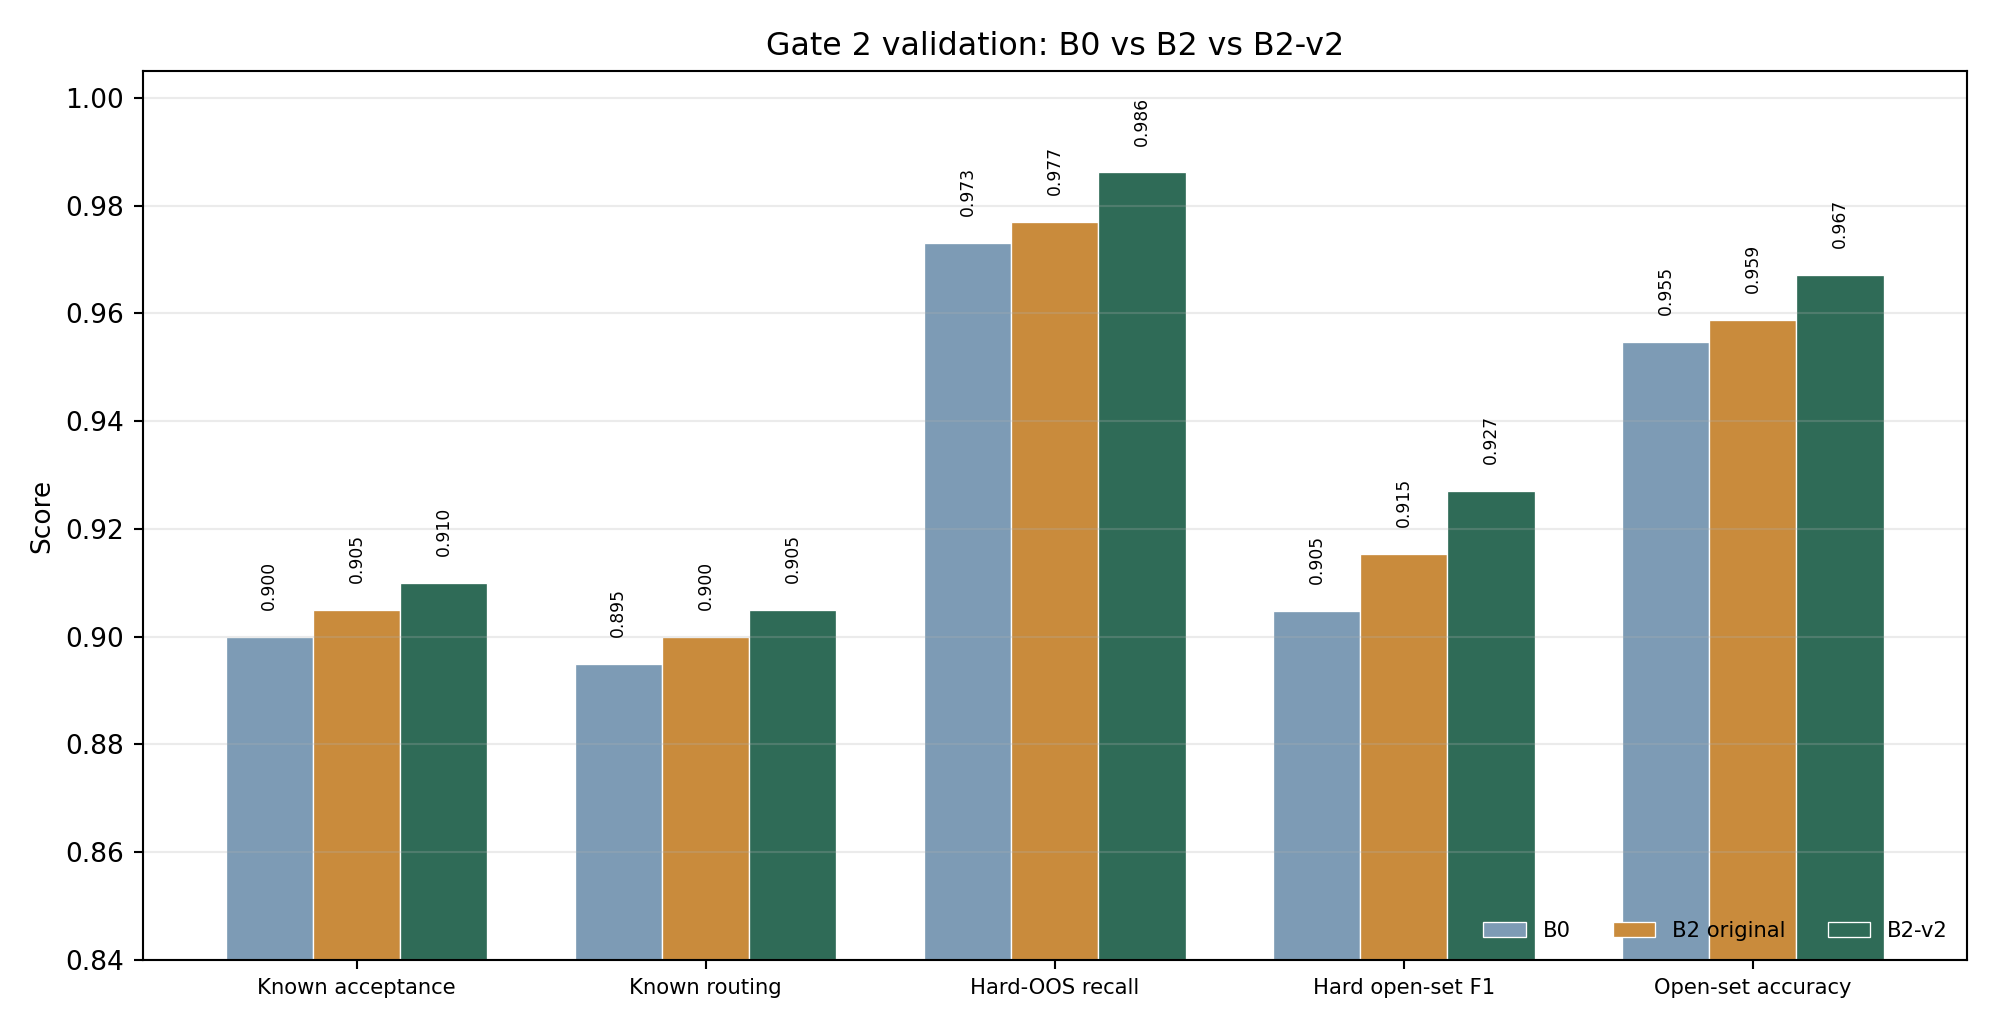 Gate 2 validation: B0 vs B2 vs B2-v2
Score
1.00
0.98
0.96
0.94
0.92
0.90
0.88
0.86
0.84
0.900
0.905
0.910
0.895
0.900
0.905
0.973
0.977
0.986
0.905
0.915
0.927
0.955
0.959
0.967
B0
B2 original
B2-v2
Known acceptance
Known routing
Hard-OOS recall
Hard open-set F1
Open-set accuracy